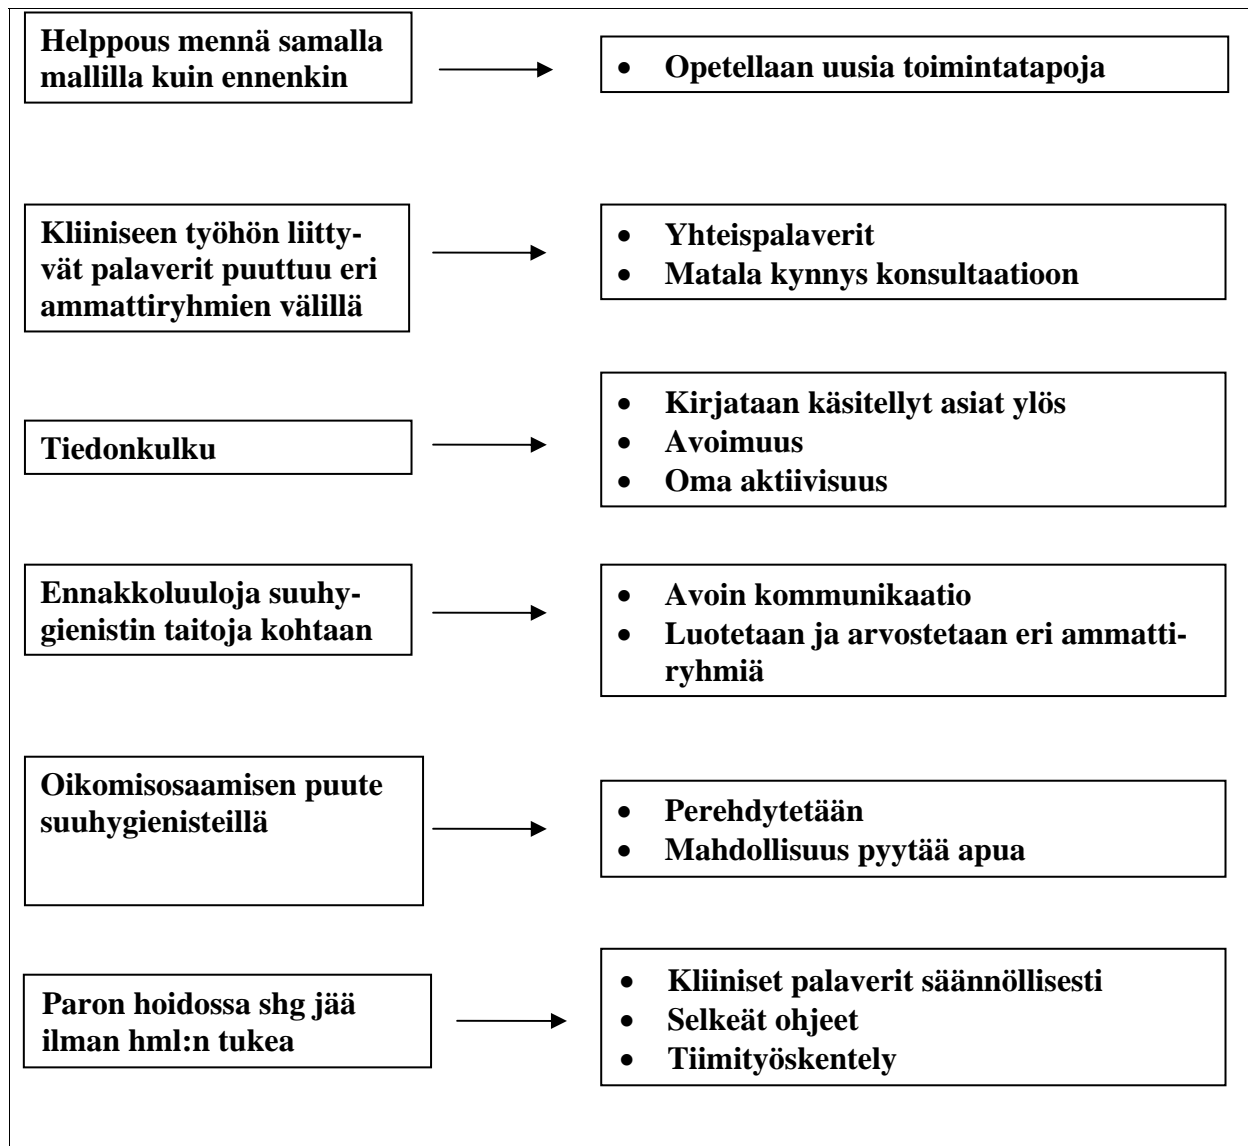 Helppous mennä samalla
mallilla kuin ennenkin
• Opetellaan uusia toimintatapoja
Kliiniseen työhön liitty-
vät palaverit puuttuu eri
ammattiryhmien välillä
• Yhteispalaverit
• Matala kynnys konsultaatioon
Tiedonkulku
• Kirjataan käsitellyt asiat ylös
• Avoimuus
• Oma aktiivisuus
Ennakkoluuloja suuhy-
gienistin taitoja kohtaan
• Avoin kommunikaatio
• Luotetaan ja arvostetaan eri ammatti-
ryhmiä
Oikomisosaamisen puute
suuhygienisteillä
• Perehdytetään
• Mahdollisuus pyytää apua
Paron hoidossa shg jää
ilman hml:n tukea
• Kliiniset palaverit säännöllisesti
• Selkeät ohjeet
• Tiimityöskentely